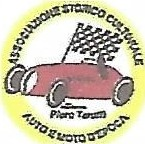 ASSOCIAZIONE STORICO CULTURALE
Piero Taruffi
AUTO E MOTO D'EPOCA